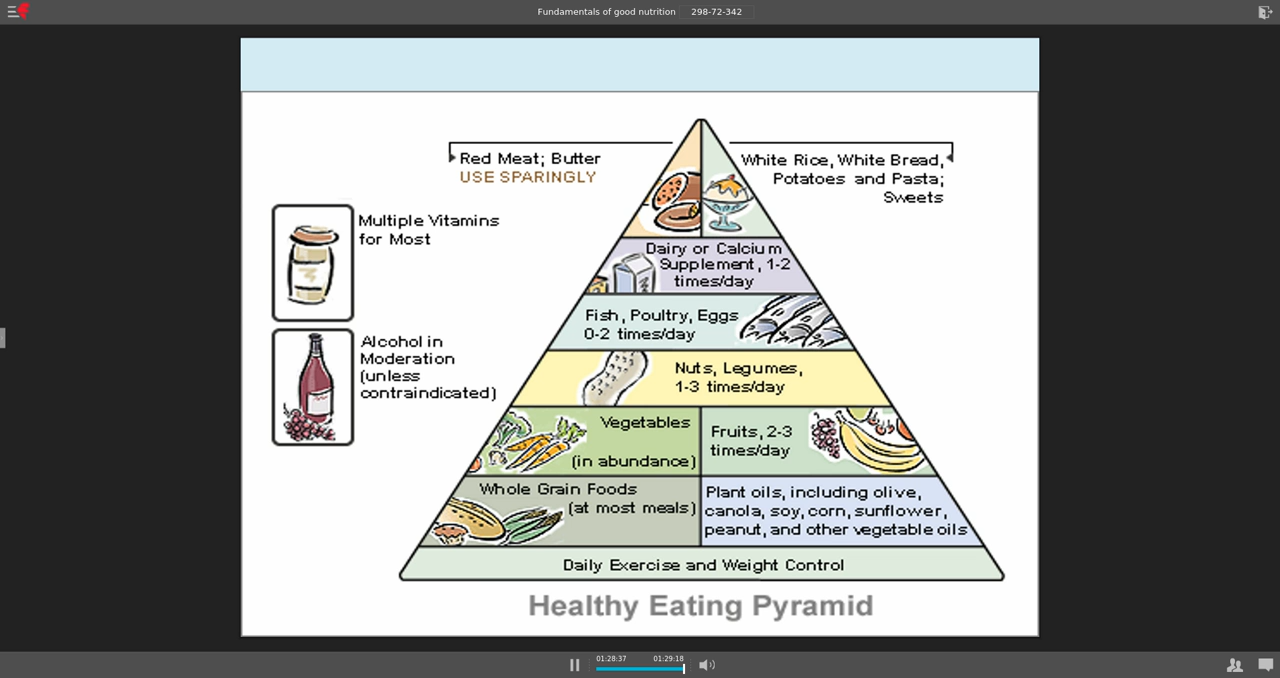 Fundamentals of good nutrition 298-72-342
Red Meat; Butter
USE SPARINGLY
White Rice, White Bread,
Potatoes and Pasta;
Sweets
Multiple Vitamins
for Most
Dairy or Calcium
Supplement, 1-2
times/day
Fish, Poultry, Eggs
0-2 times/day
Alcohol in
Moderation
(unless
contraindicated)
Nuts, Legumes,
1-3 times/day
Vegetables
(in abundance)
Fruits, 2-3
times/day
Whole Grain Foods
(at most meals)
Plant oils, including olive,
canola, soy, corn, sunflower,
peanut, and other vegetable oils
Daily Exercise and Weight Control
Healthy Eating Pyramid
01:28:37 01:29:18